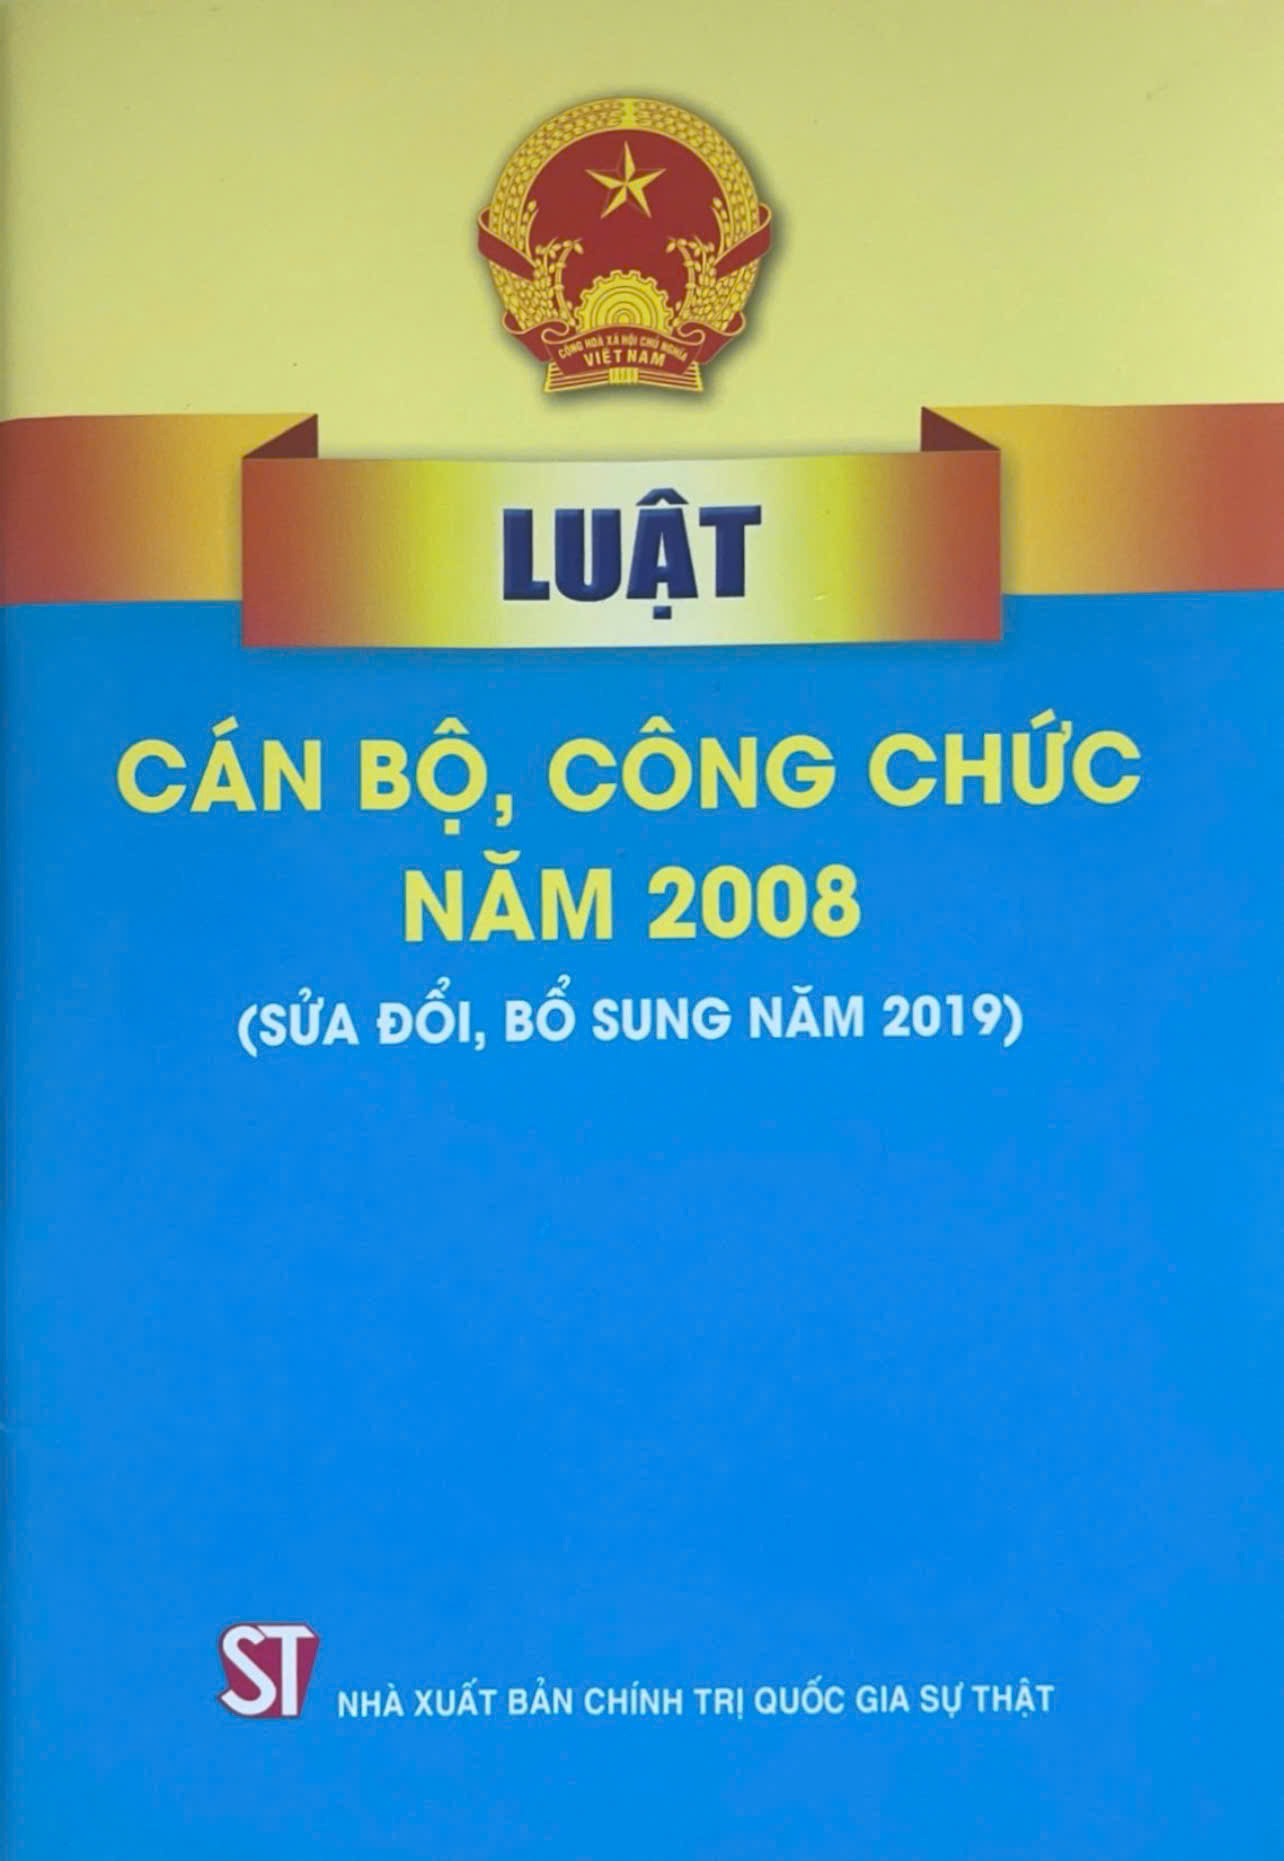 CỘNG HOÀ XÃ HỘI CHỦ NGHĨA
VIỆT NAM
LUẬT
CÁN BỘ, CÔNG CHỨC
NĂM 2008
(SỬA ĐỔI, BỔ SUNG NĂM 2019)
ST
NHÀ XUẤT BẢN CHÍNH TRỊ QUỐC GIA SỰ THẬT